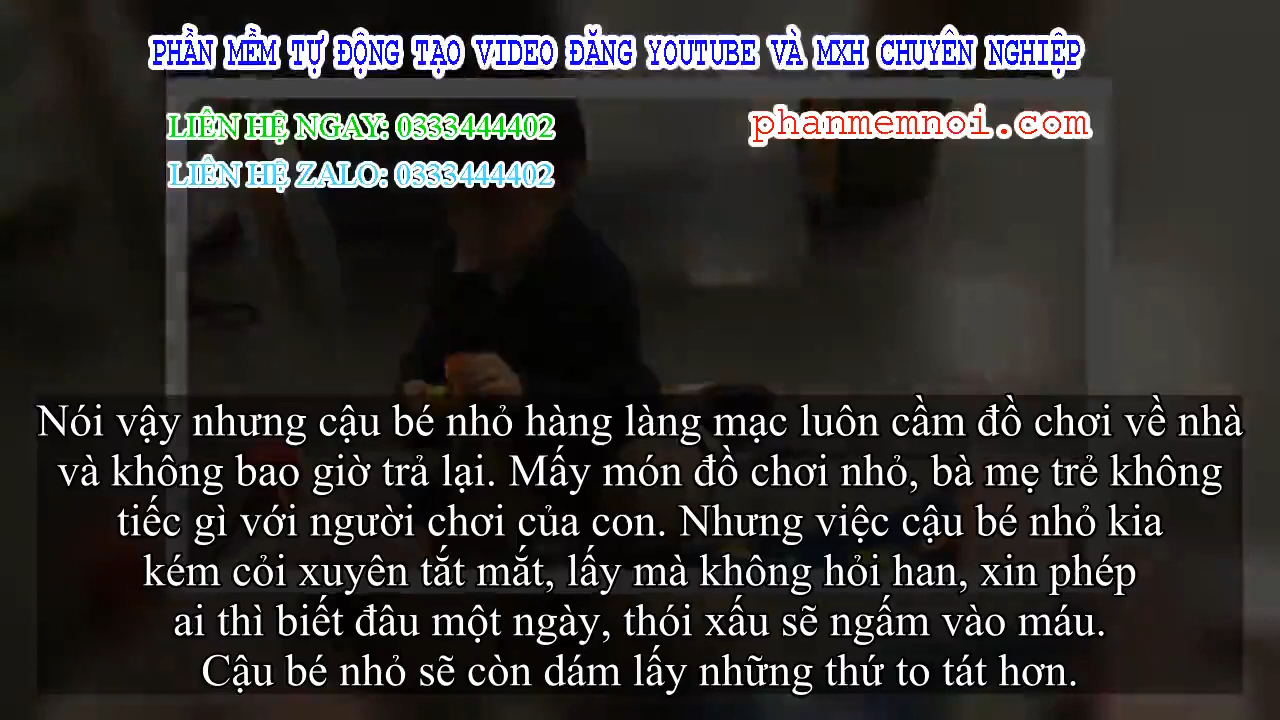 PHẦN MỀM TỰ ĐỘNG TẠO VIDEO ĐĂNG YOUTUBE VÀ MXH CHUYÊN NGHIỆP
LIÊN HỆ NGAY: 0333444402
phanmemnoi.com
LIÊN HỆ ZALO: 0333444402
Nói vậy nhưng cậu bé nhỏ hàng làng mạc luôn cầm đồ chơi về nhà
và không bao giờ trả lại. Mấy món đồ chơi nhỏ, bà mẹ trẻ không
tiếc gì với người chơi của con. Nhưng việc cậu bé nhỏ kia
kém cỏi xuyên tắt mắt, lấy mà không hỏi han, xin phép
ai thì biết đâu một ngày, thói xấu sẽ ngấm vào máu.
Cậu bé nhỏ sẽ còn dám lấy những thứ to tát hơn.